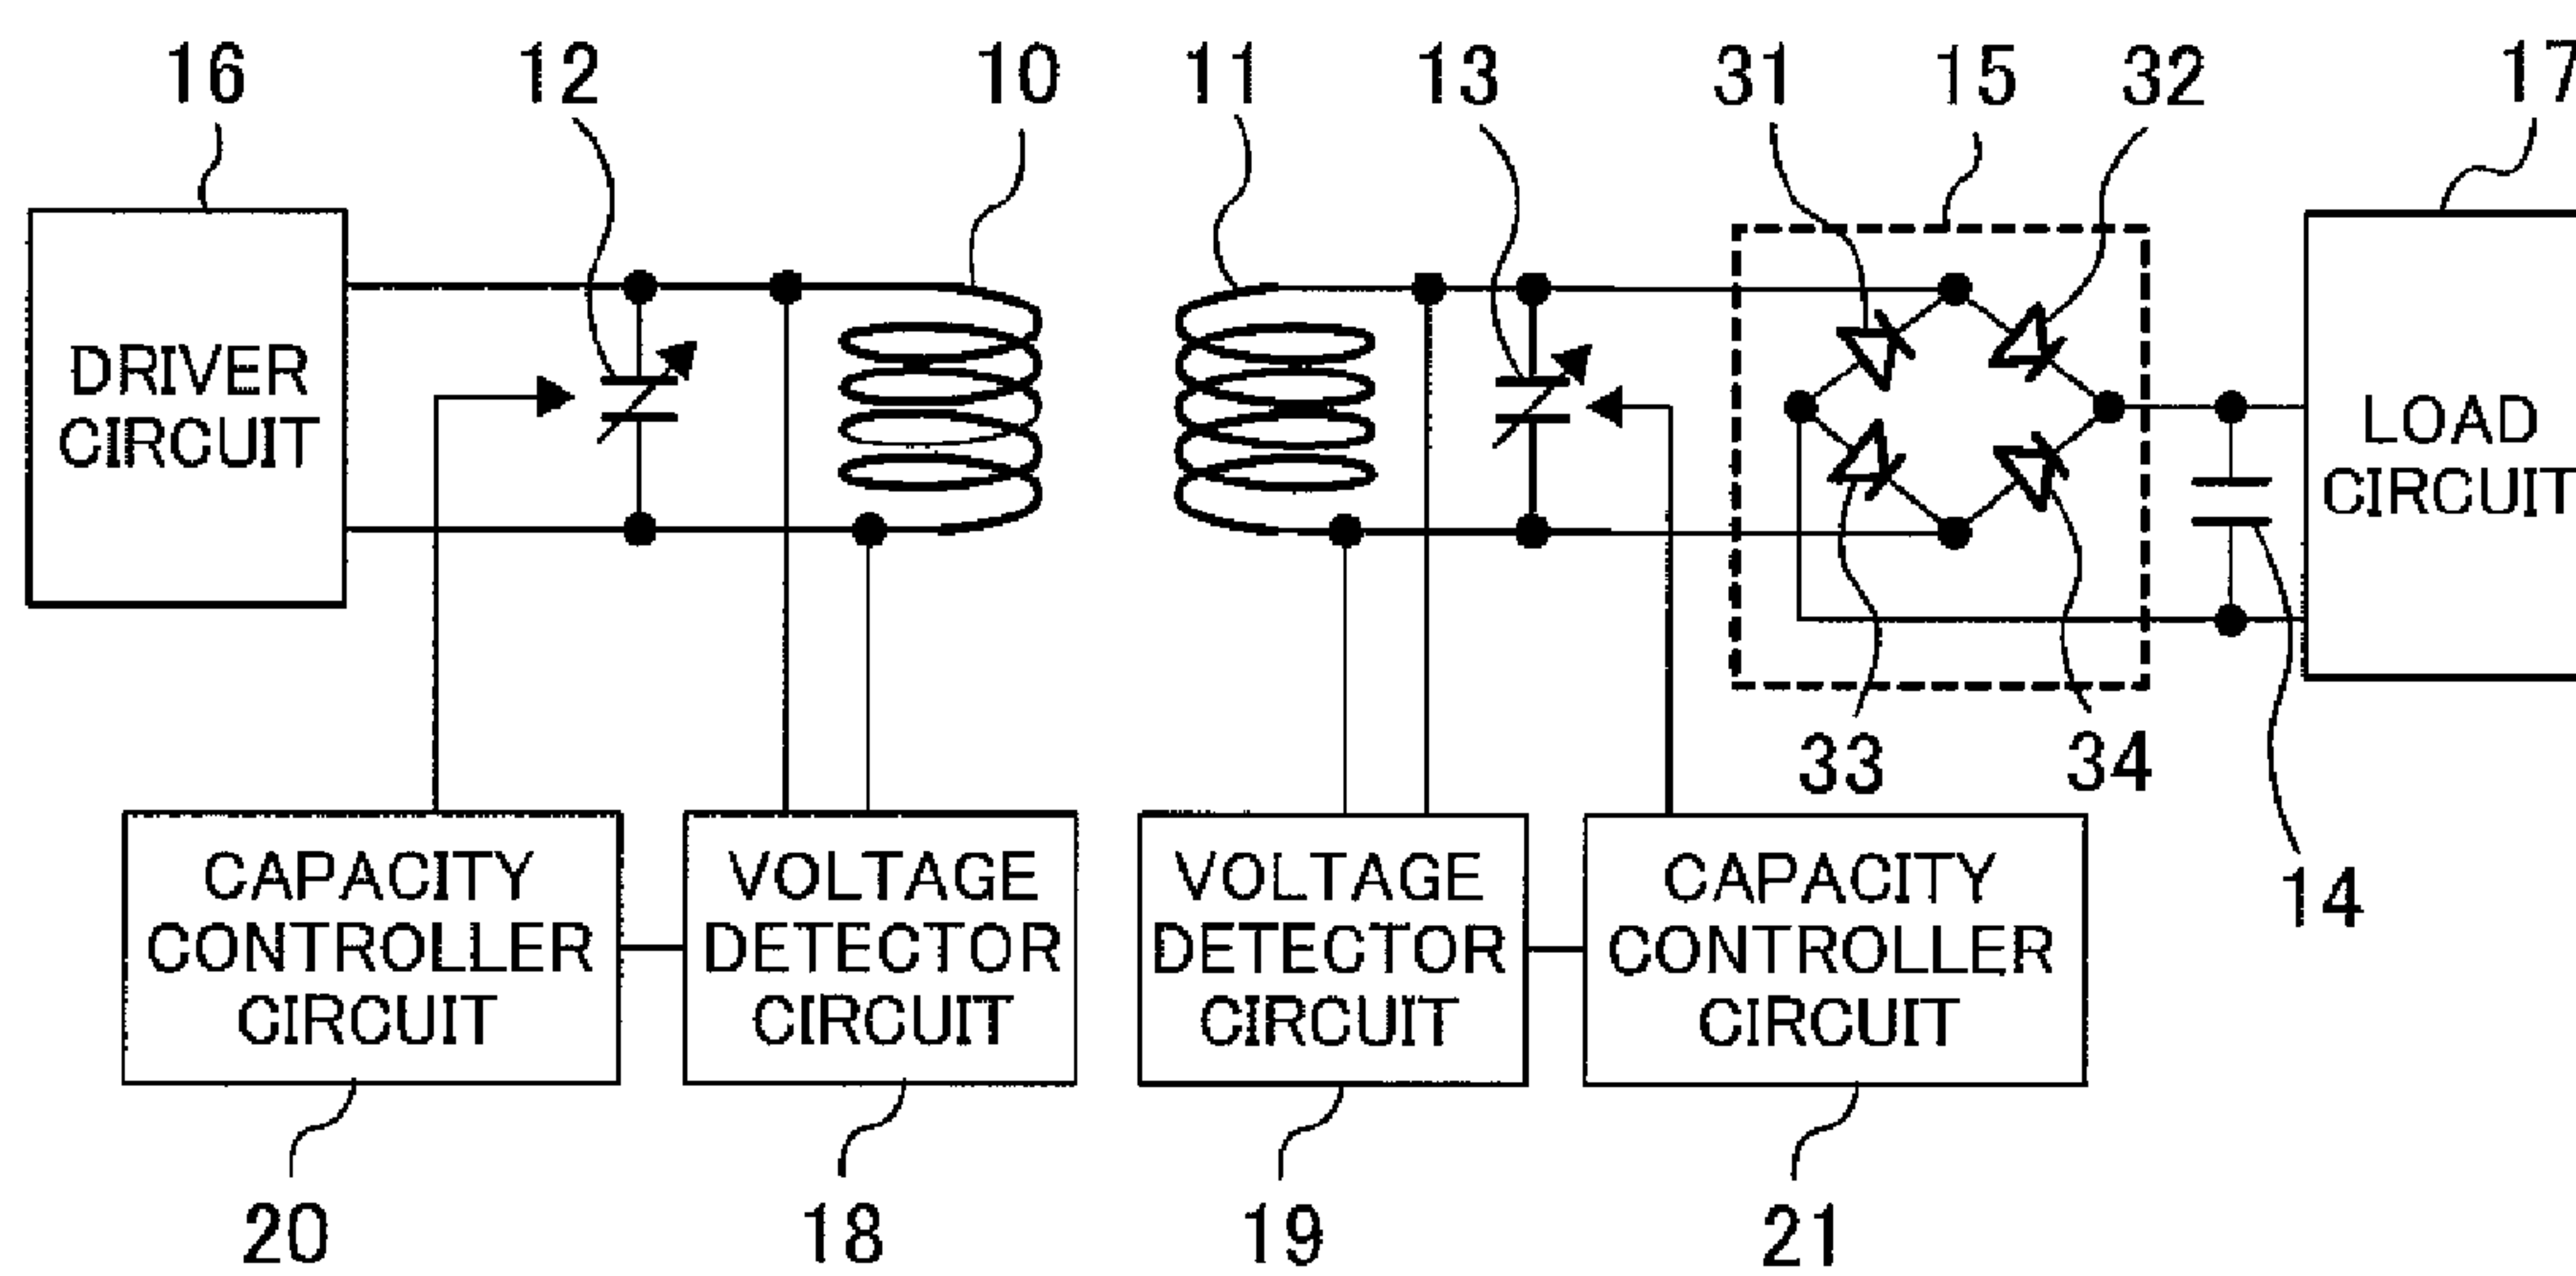 16 12 10 11 13 31 15 32 17
DRIVER
CIRCUIT
LOAD
CIRCUIT
33 34
14
CAPACITY
CONTROLLER
CIRCUIT
VOLTAGE
DETECTOR
CIRCUIT
VOLTAGE
DETECTOR
CIRCUIT
CAPACITY
CONTROLLER
CIRCUIT
20 18 19 21